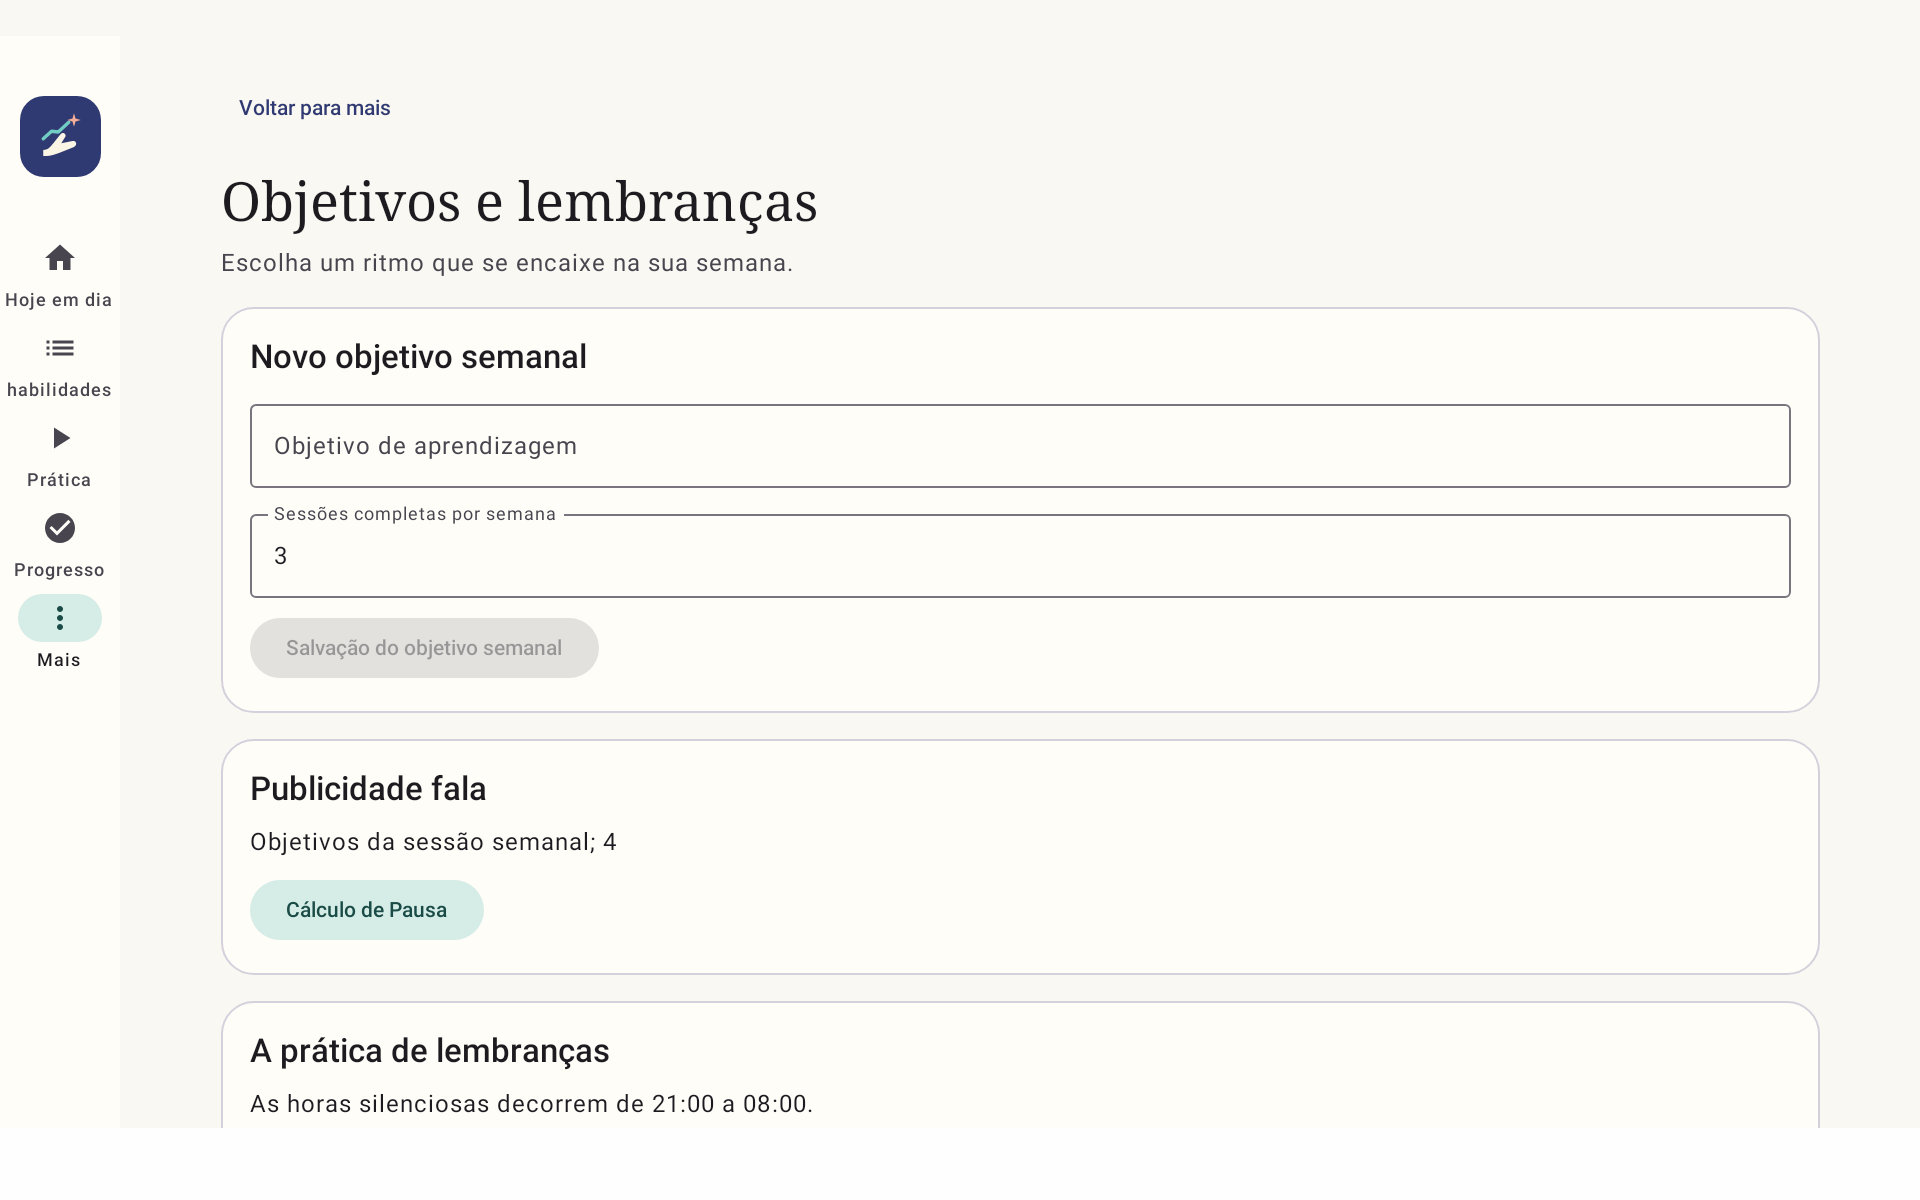 Voltar para mais
Objetivos e lembranças
Escolha um ritmo que se encaixe na sua semana.
Hoje em dia
habilidades
Prática
Progresso
Mais
Novo objetivo semanal
Objetivo de aprendizagem
Sessões completas por semana
3
Salvação do objetivo semanal
Publicidade fala
Objetivos da sessão semanal; 4
Cálculo de Pausa
A prática de lembranças
As horas silenciosas decorrem de 21:00 a 08:00.